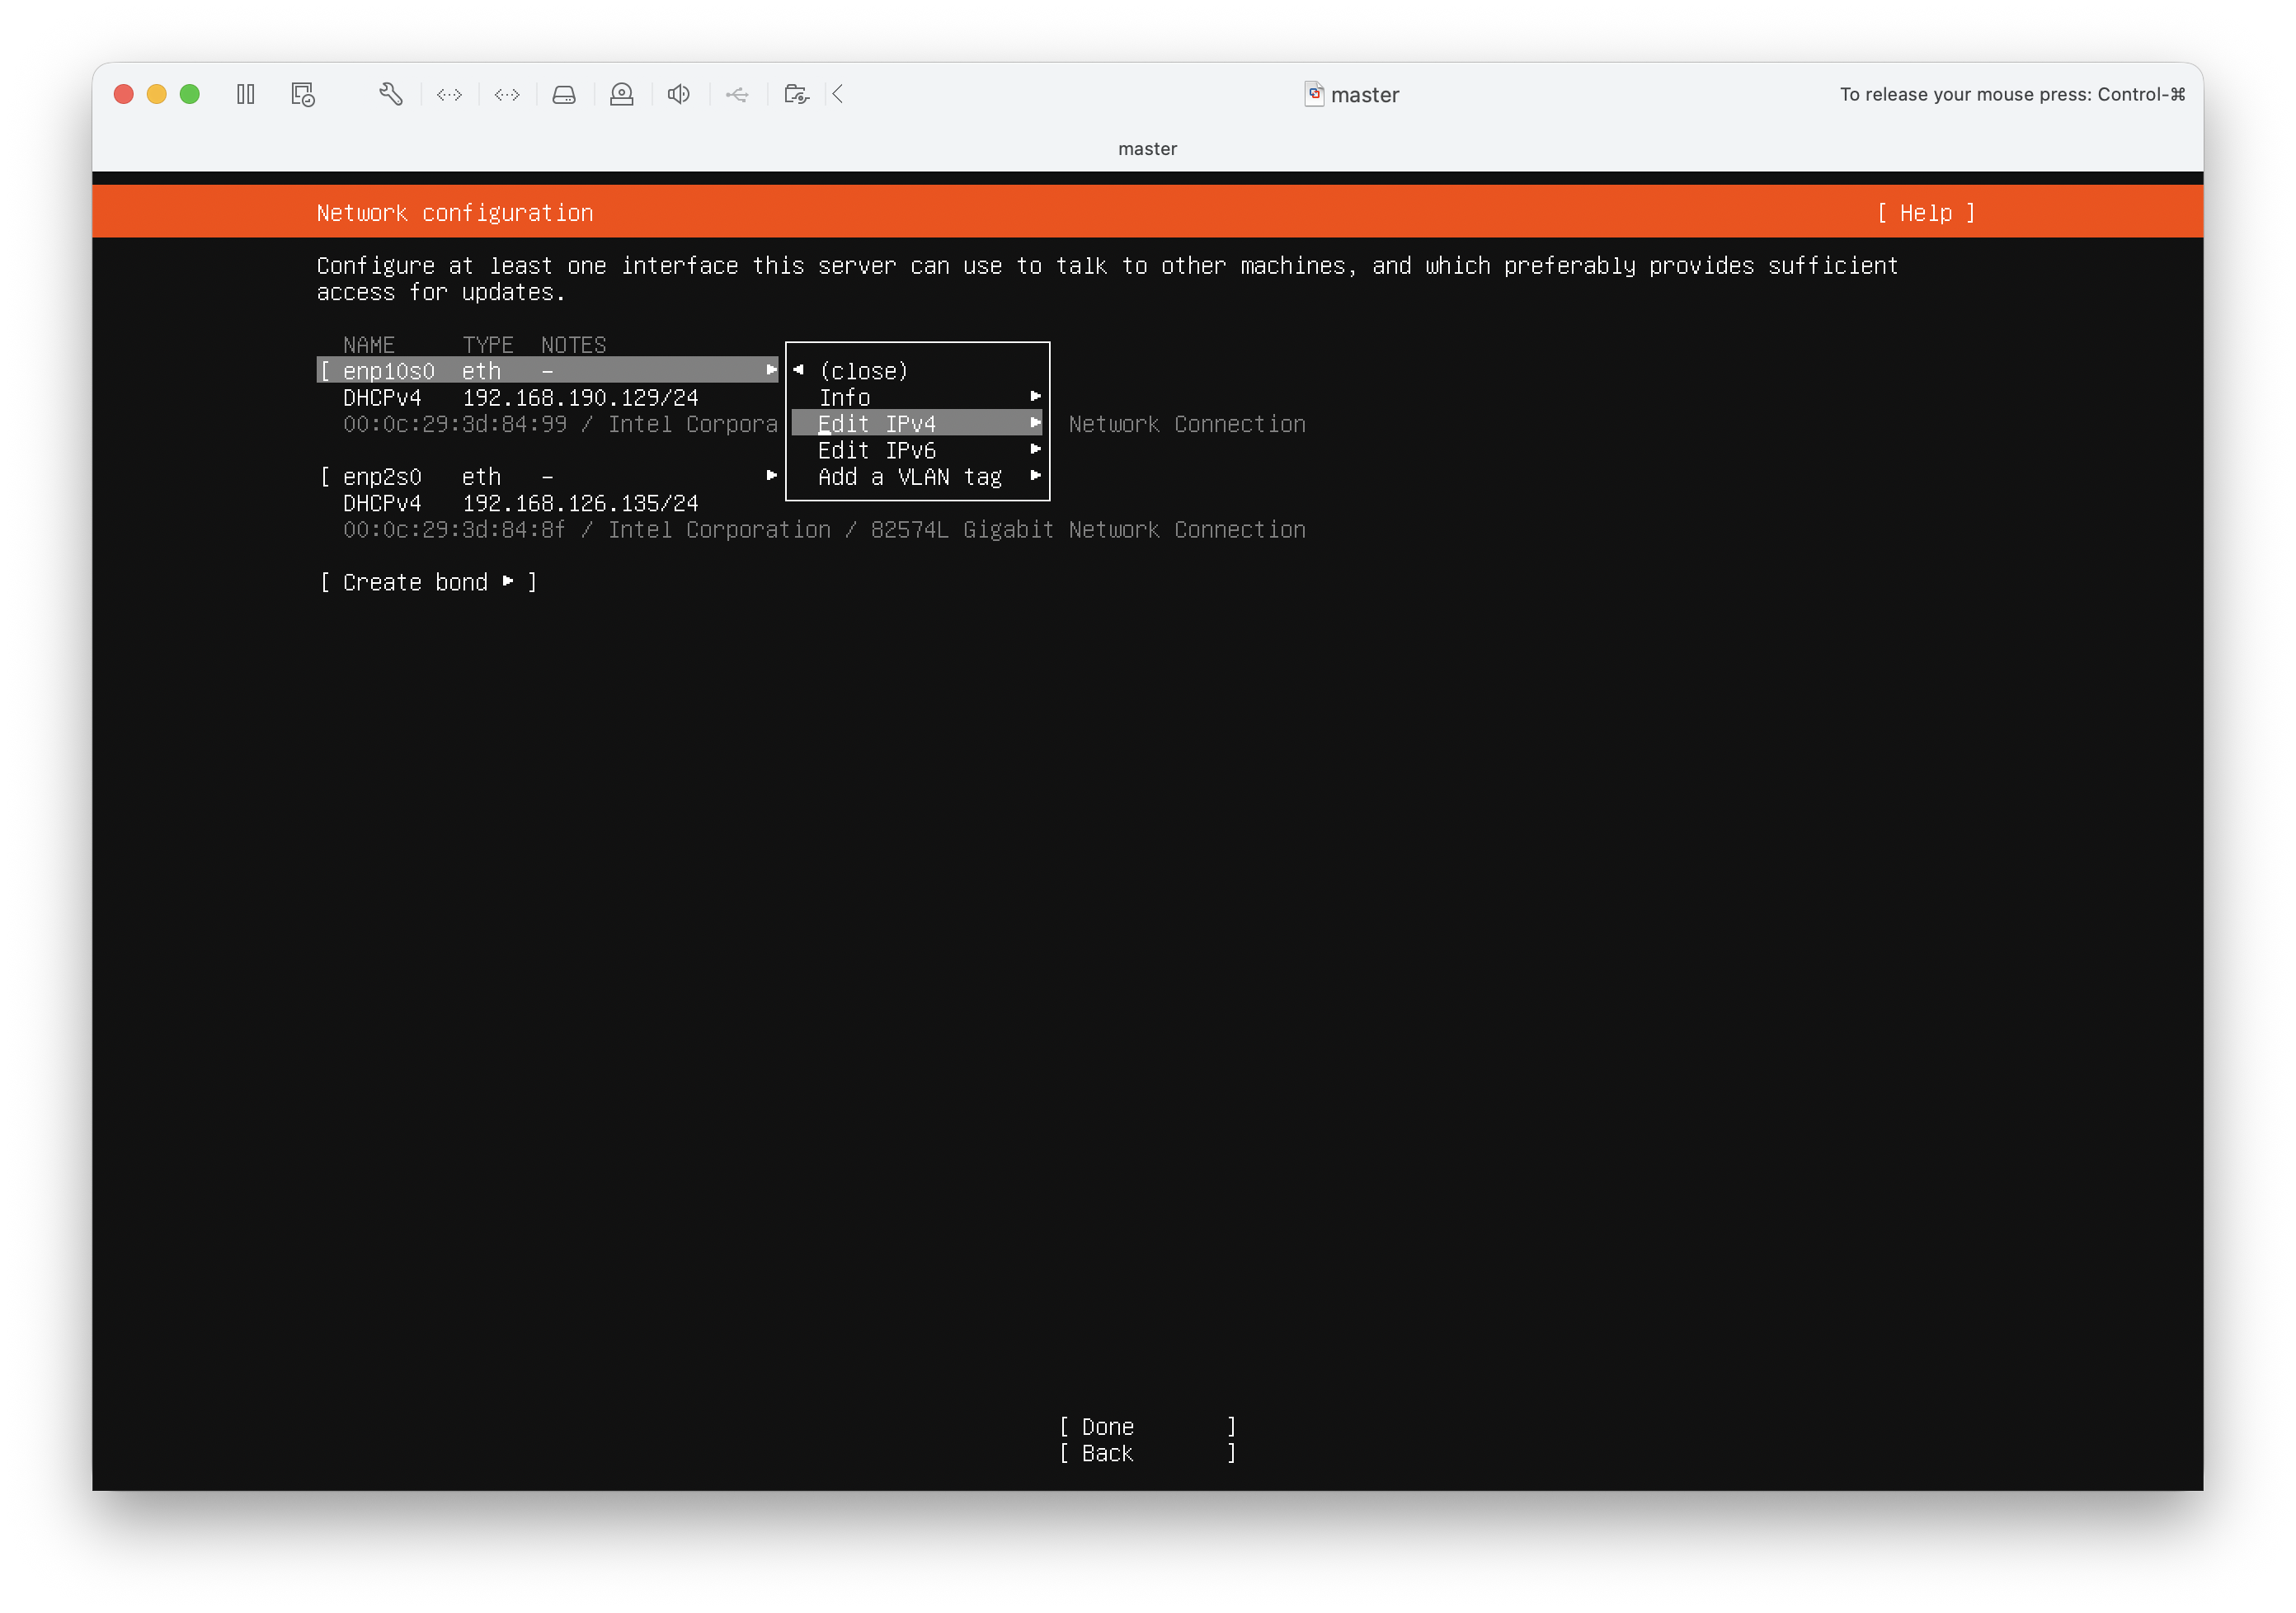 master
To release your mouse press: Control-⌘
master
Network configuration [ Help ]
Configure at least one interface this server can use to talk to other machines, and which preferably provides sufficient
access for updates.
NAME TYPE NOTES
[ enp10s0 eth – ▸ ◂ (close)
DHCPv4 192.168.190.129/24 Info ▸
00:0c:29:3d:84:99 / Intel Corpora Edit IPv4 ▸ Network Connection
Edit IPv6 ▸
[ enp2s0 eth – ▸ Add a VLAN tag ▸
DHCPv4 192.168.126.135/24
00:0c:29:3d:84:8f / Intel Corporation / 82574L Gigabit Network Connection
[ Create bond ▸ ]
[ Done ]
[ Back ]